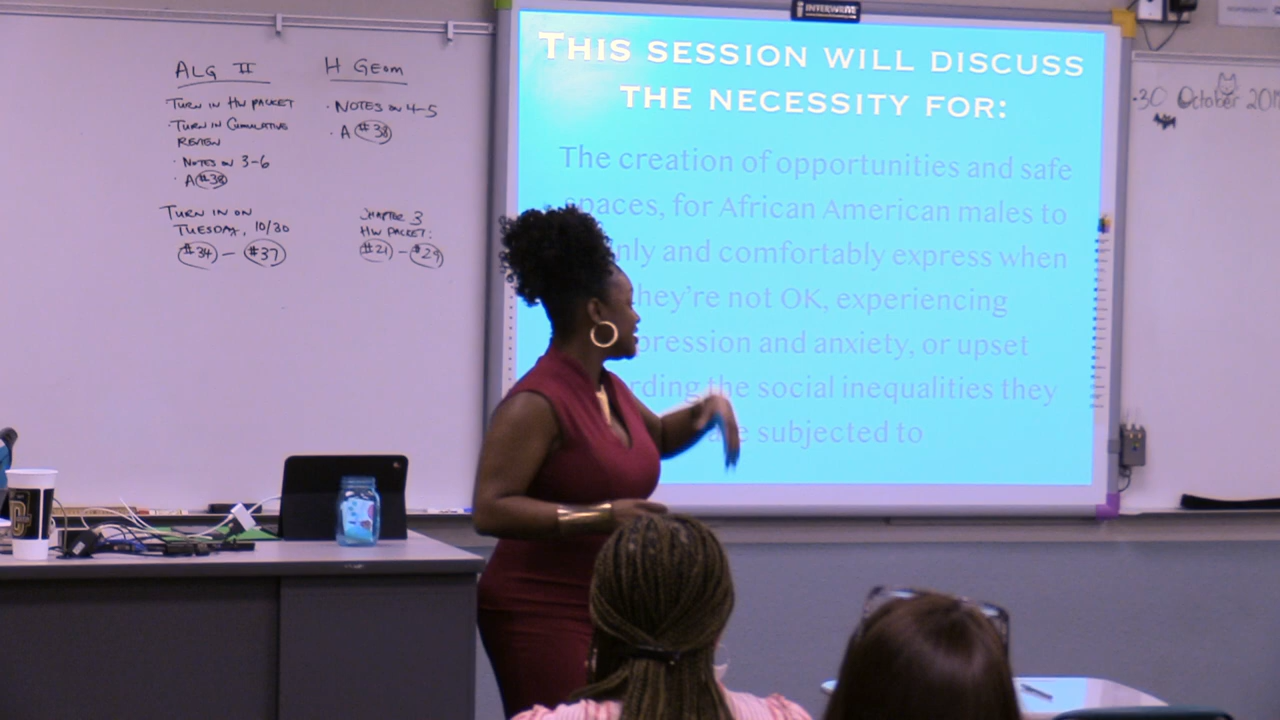 ALG II
TURN IN HW PACKET
· TURN IN CUMULATIVE
REVIEW
· NOTES ON 3-6
· A #38
TURN IN ON
TUESDAY, 10/30
#34 - #37
H GEOM
· NOTES ON 4-5
· A #38
CHAPTER 3
HW PACKET:
#21 - #29
INTERWRITE
THIS SESSION WILL DISCUSS
THE NECESSITY FOR:
The creation of opportunities and safe
spaces, for African American males to
nly and comfortably express when
they're not OK, experiencing
pression and anxiety, or upset
rding the social inequalities they
are subjected to
30 October 201